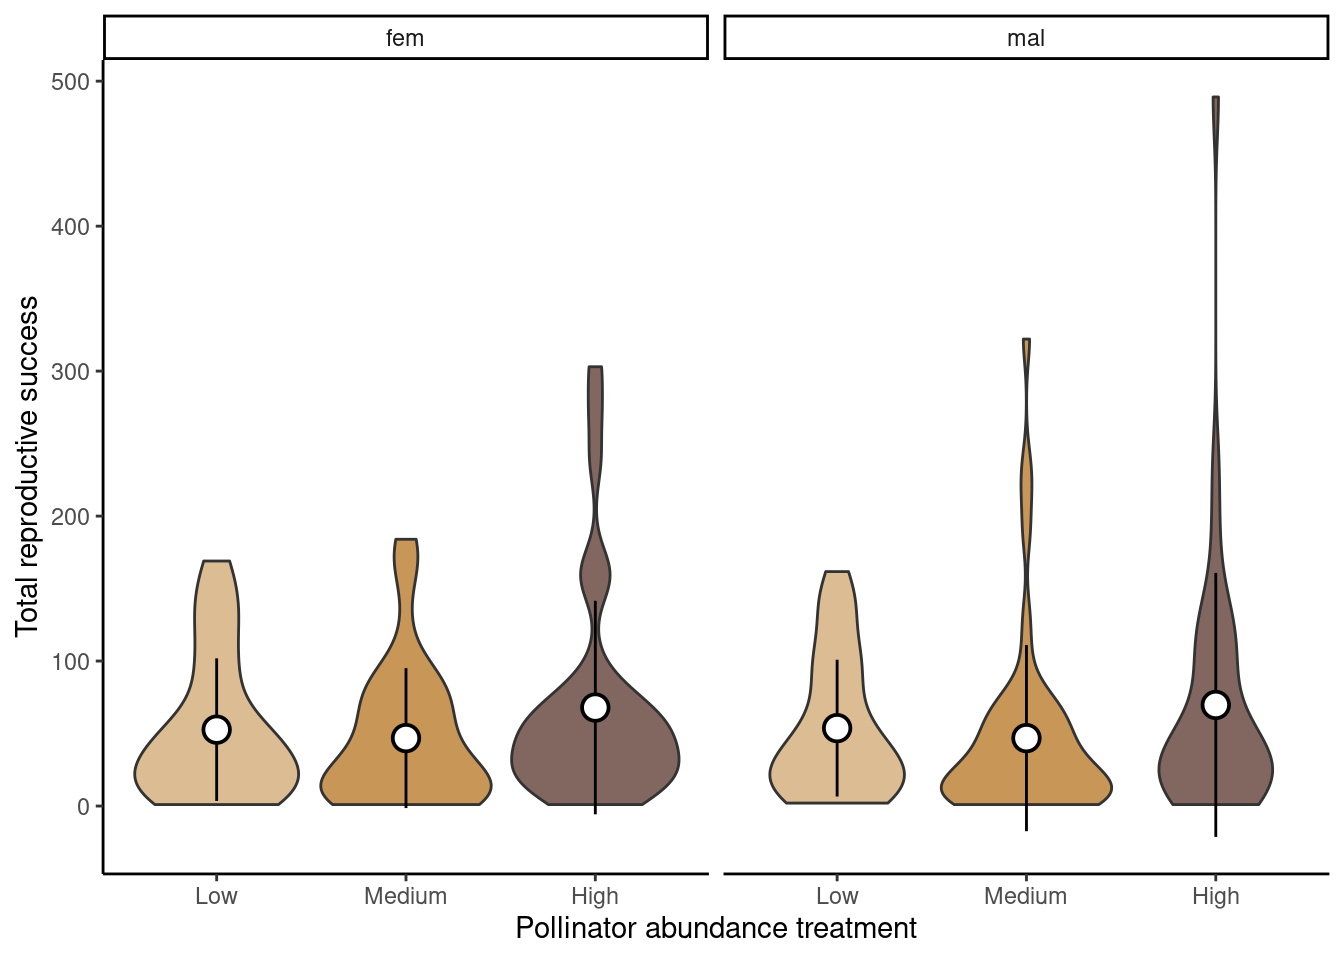 fem
mal
Total reproductive success
500
400
300
200
100
0
Low
Medium
High
Low
Medium
High
Pollinator abundance treatment